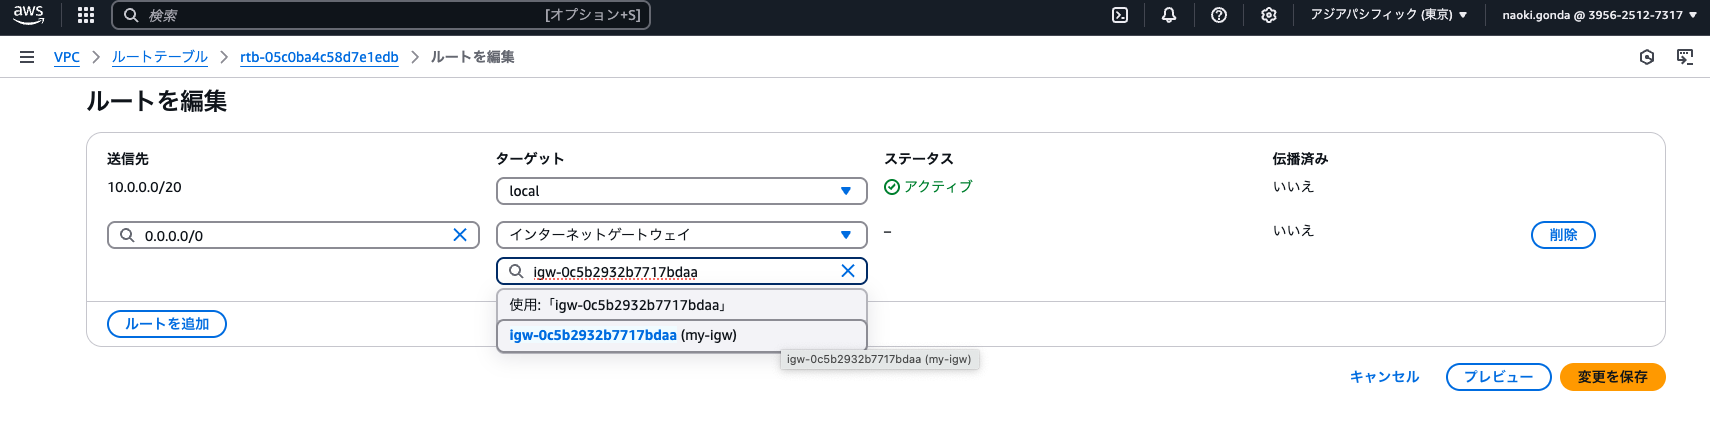 aws
検索 [オプション+S]
アジアパシフィック (東京) ▼ naoki.gonda @ 3956-2512-7317 ▼
VPC > ルートテーブル > rtb-05c0ba4c58d7e1edb > ルートを編集
ルートを編集
送信先 ターゲット ステータス 伝播済み
10.0.0.0/20 local アクティブ いいえ
0.0.0.0/0 インターネットゲートウェイ – いいえ 削除
igw-0c5b2932b7717bdaa
使用:「igw-0c5b2932b7717bdaa」
ルートを追加
igw-0c5b2932b7717bdaa (my-igw)
igw-0c5b2932b7717bdaa (my-igw)
キャンセル プレビュー 変更を保存